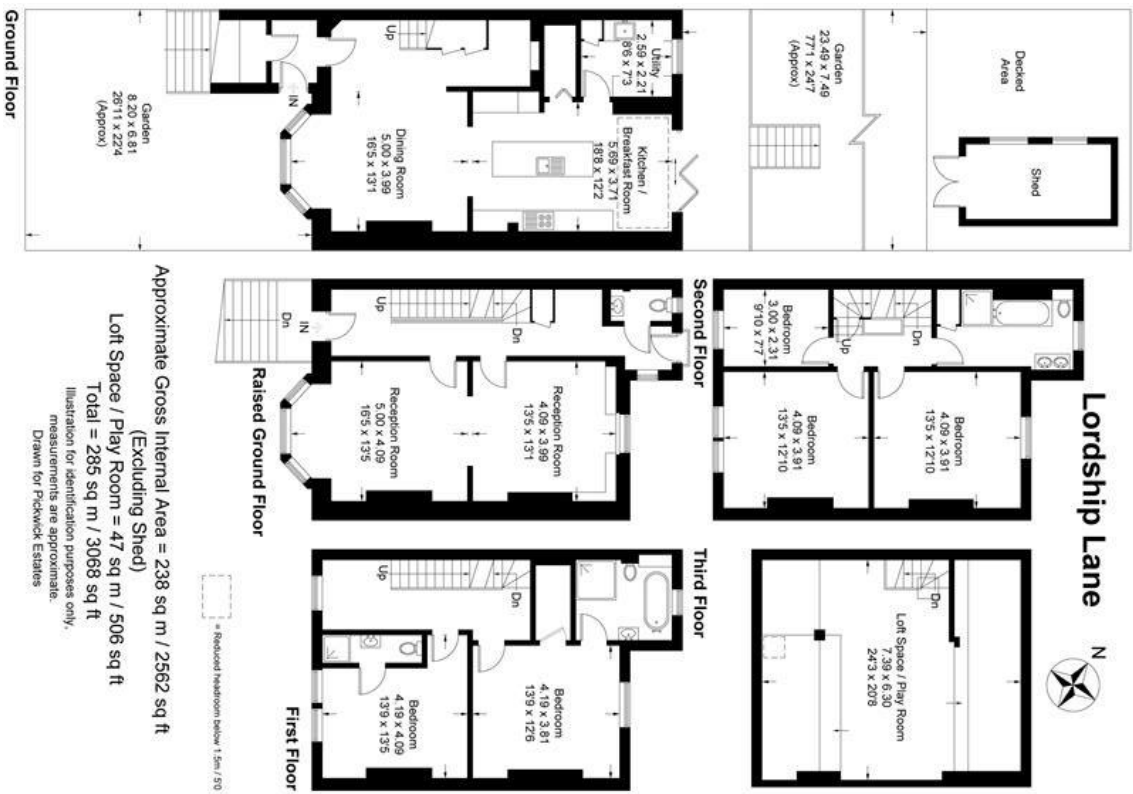 Lordship Lane
N
Decked
Area
Shed
Garden
23.49 x 7.49
77'1 x 24'7
(Approx)
Utility
2.59 x 2.21
8'6 x 7'3
Kitchen /
Breakfast Room
5.69 x 3.71
18'8 x 12'2
Up
Dining Room
5.00 x 3.99
16'5 x 13'1
IN
Garden
8.20 x 6.81
26'11 x 22'4
(Approx)
Ground Floor
Dn
Up
Reception Room
4.09 x 3.99
13'5 x 13'1
Reception Room
5.00 x 4.09
16'5 x 13'5
IN
Dn
Raised Ground Floor
Dn
Up
Bedroom
3.00 x 2.31
9'10 x 7'7
Bedroom
4.09 x 3.91
13'5 x 12'10
Bedroom
4.09 x 3.91
13'5 x 12'10
Second Floor
Dn
Up
Bedroom
4.19 x 3.81
13'9 x 12'6
Bedroom
4.19 x 4.09
13'9 x 13'5
First Floor
Dn
Loft Space / Play Room
7.39 x 6.30
24'3 x 20'8
Third Floor
= Reduced headroom below 1.5m / 5'0
Approximate Gross Internal Area = 238 sq m / 2562 sq ft
(Excluding Shed)
Loft Space / Play Room = 47 sq m / 506 sq ft
Total = 285 sq m / 3068 sq ft
Illustration for identification purposes only,
measurements are approximate.
Drawn for Pickwick Estates